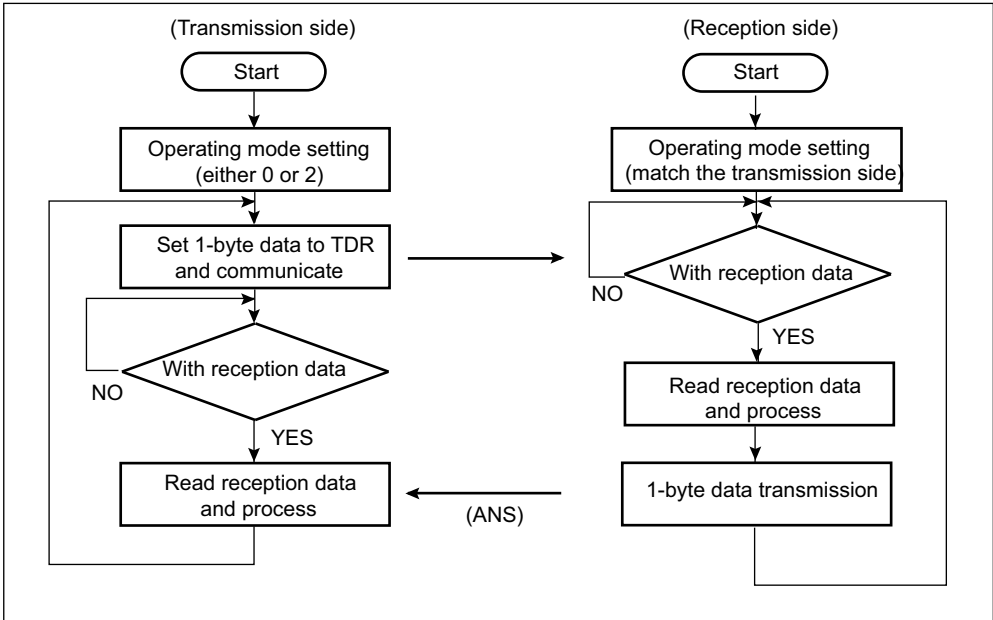 (Transmission side)
Start
Operating mode setting
(either 0 or 2)
Set 1-byte data to TDR
and communicate
With reception data
NO
YES
Read reception data
and process
(ANS)
(Reception side)
Start
Operating mode setting
(match the transmission side)
With reception data
NO
YES
Read reception data
and process
1-byte data transmission